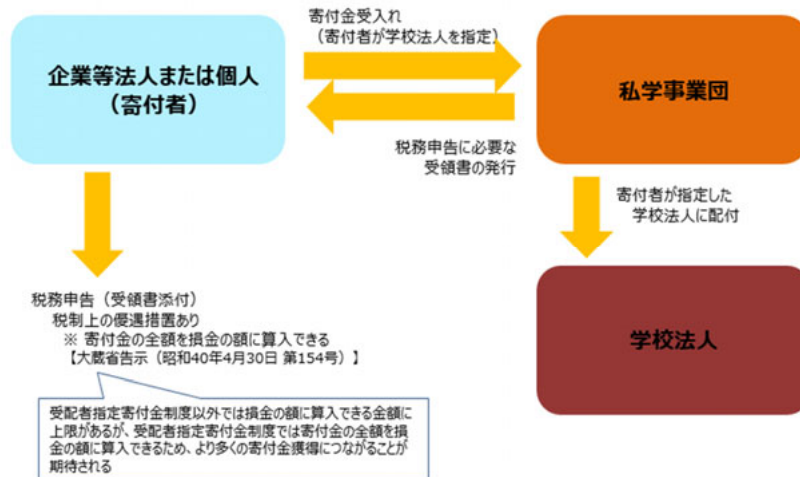 寄付金受入れ
（寄付者が学校法人を指定）
企業等法人または個人
（寄付者）
私学事業団
税務申告に必要な
受領書の発行
寄付者が指定した
学校法人に配付
税務申告（受領書添付）
税制上の優遇措置あり
※ 寄付金の全額を損金の額に算入できる
【大蔵省告示（昭和40年4月30日 第154号）】
学校法人
受配者指定寄付金制度以外では損金の額に算入できる金額に
上限があるが、受配者指定寄付金制度では寄付金の全額を損
金の額に算入できるため、より多くの寄付金獲得につながることが
期待される